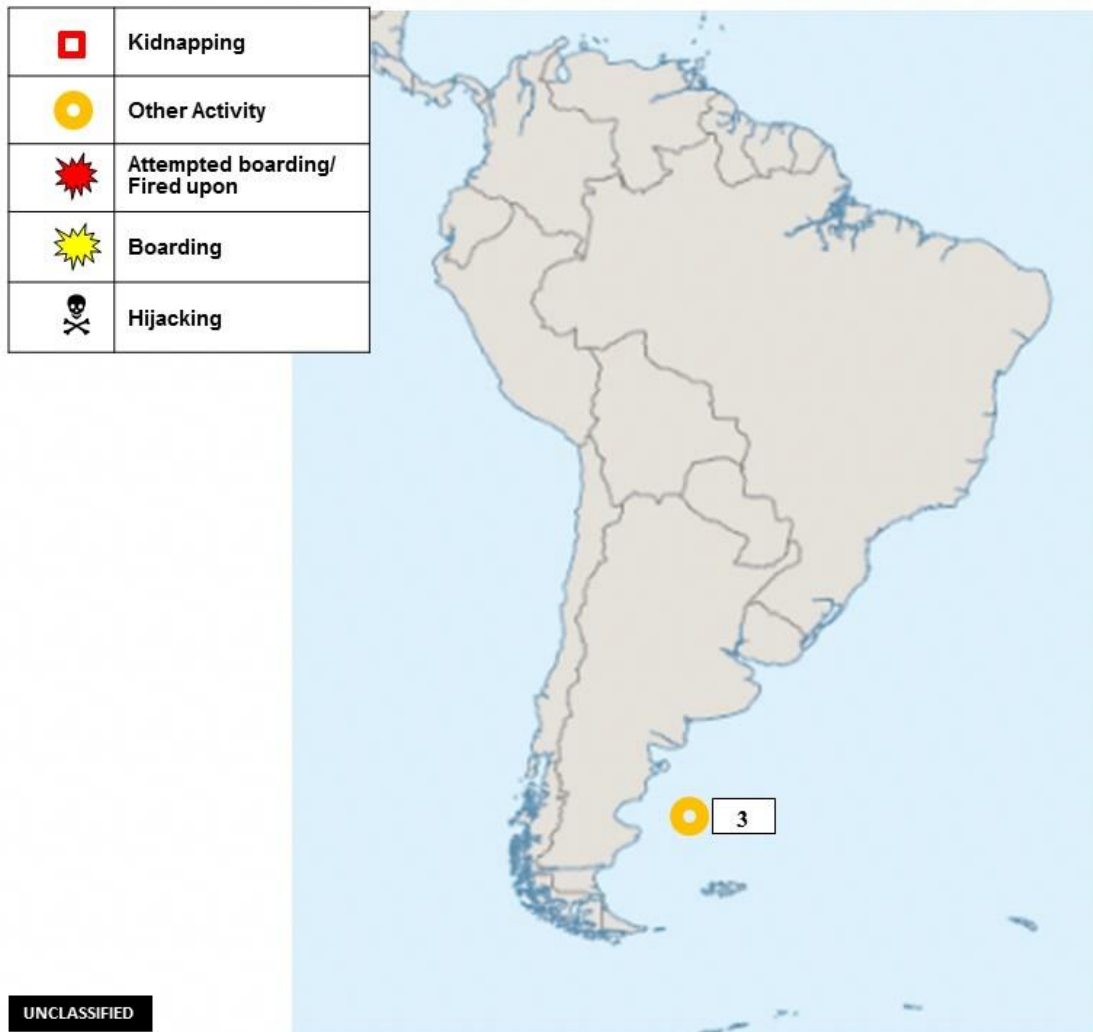 Kidnapping
Other Activity
Attempted boarding/
Fired upon
Boarding
Hijacking
3
UNCLASSIFIED